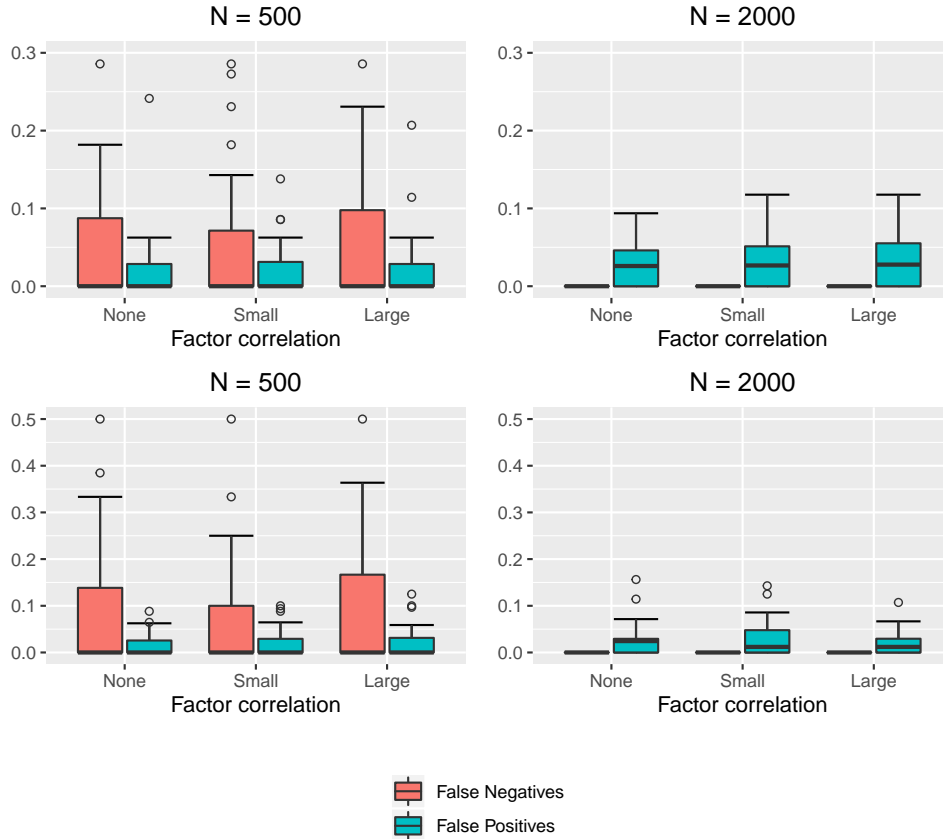 N = 500
N = 2000
0.3
0.2
0.1
0.0
None
Small
Large
Factor correlation
0.3
0.2
0.1
0.0
None
Small
Large
Factor correlation
N = 500
N = 2000
0.5
0.4
0.3
0.2
0.1
0.0
None
Small
Large
Factor correlation
0.5
0.4
0.3
0.2
0.1
0.0
None
Small
Large
Factor correlation
False Negatives
False Positives